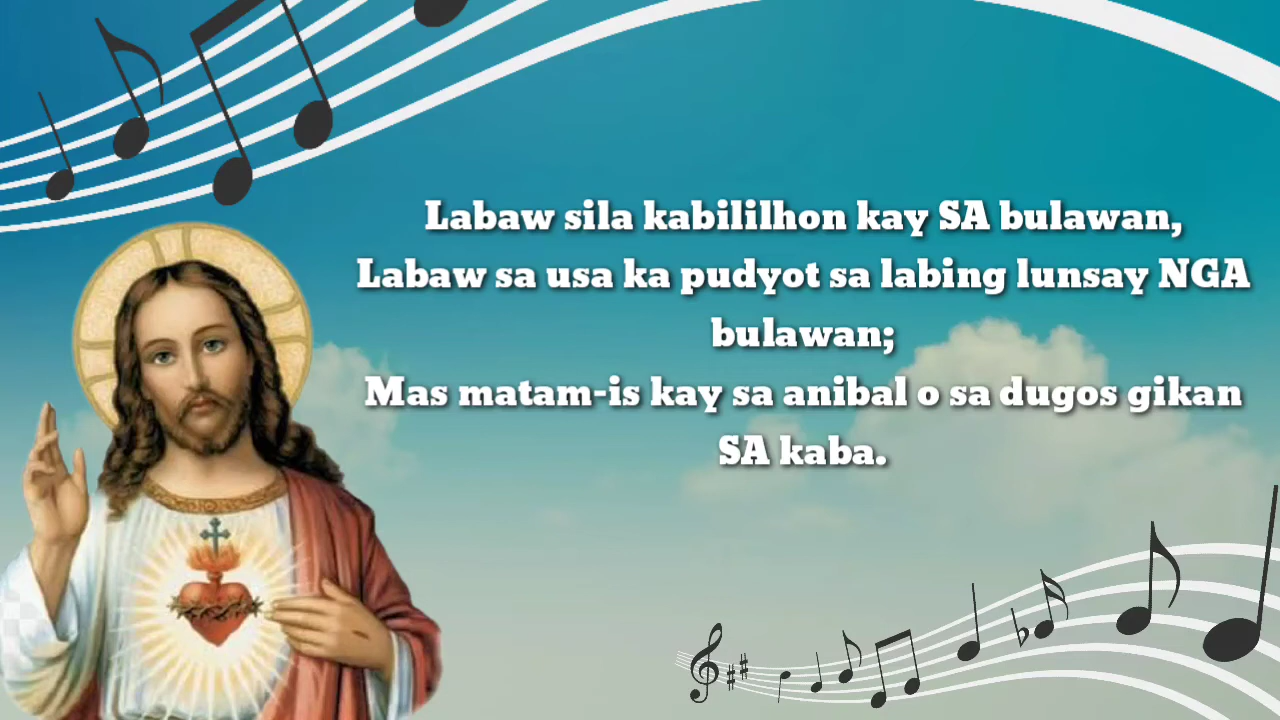 Labaw sila kabililhon kay SA bulawan,
Labaw sa usa ka pudyot sa labing lunsay NGA
bulawan;
Mas matam-is kay sa anibal o sa dugos gikan
SA kaba.